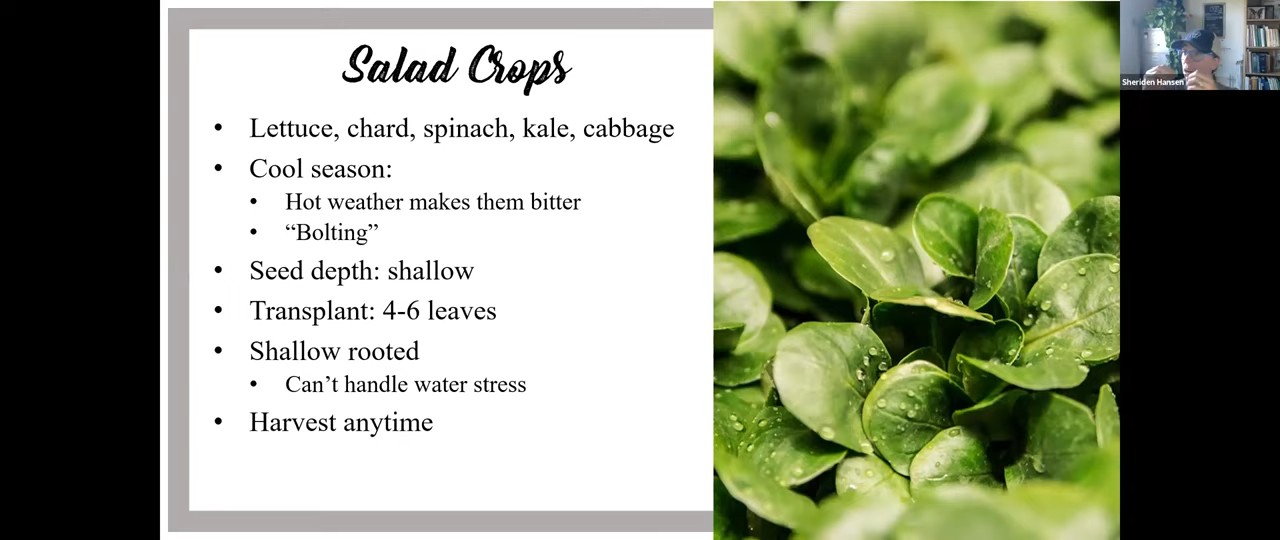 Salad Crops
• Lettuce, chard, spinach, kale, cabbage
• Cool season:
• Hot weather makes them bitter
• “Bolting”
• Seed depth: shallow
• Transplant: 4-6 leaves
• Shallow rooted
• Can’t handle water stress
• Harvest anytime
Sheriden Hansen